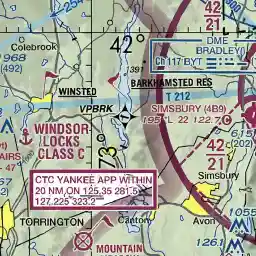 42
21
DME
BRADLEY(
Ch 117 BYT
Colebrook
42°
968
1391
BARKHAMSTED RES
T 212
WINSTED
VPBRK
SIMSBURY (4B9)
195 L 22 122.7
WINDSOR
LOCKS
CLASS C
73
42
21
Simsbury
CTC YANKEE APP WITHIN
20 NM ON 125.35 281.5
127.225 323.2
TORRINGTON
Canton
Avon
MOUNTAIN